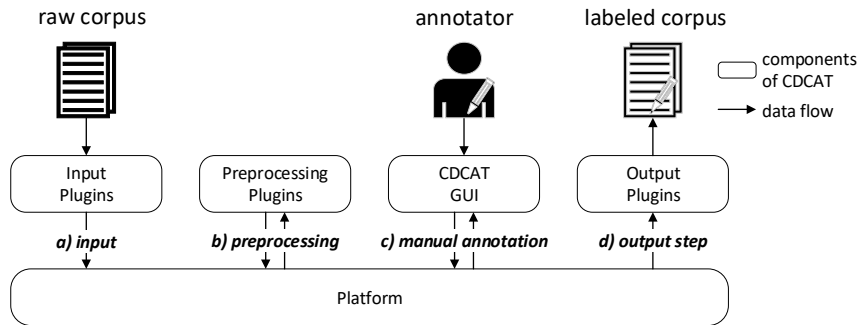 raw corpus
annotator
labeled corpus
components
of CDCAT
data flow
Input
Plugins
Preprocessing
Plugins
CDCAT
GUI
Output
Plugins
a) input
b) preprocessing
c) manual annotation
d) output step
Platform